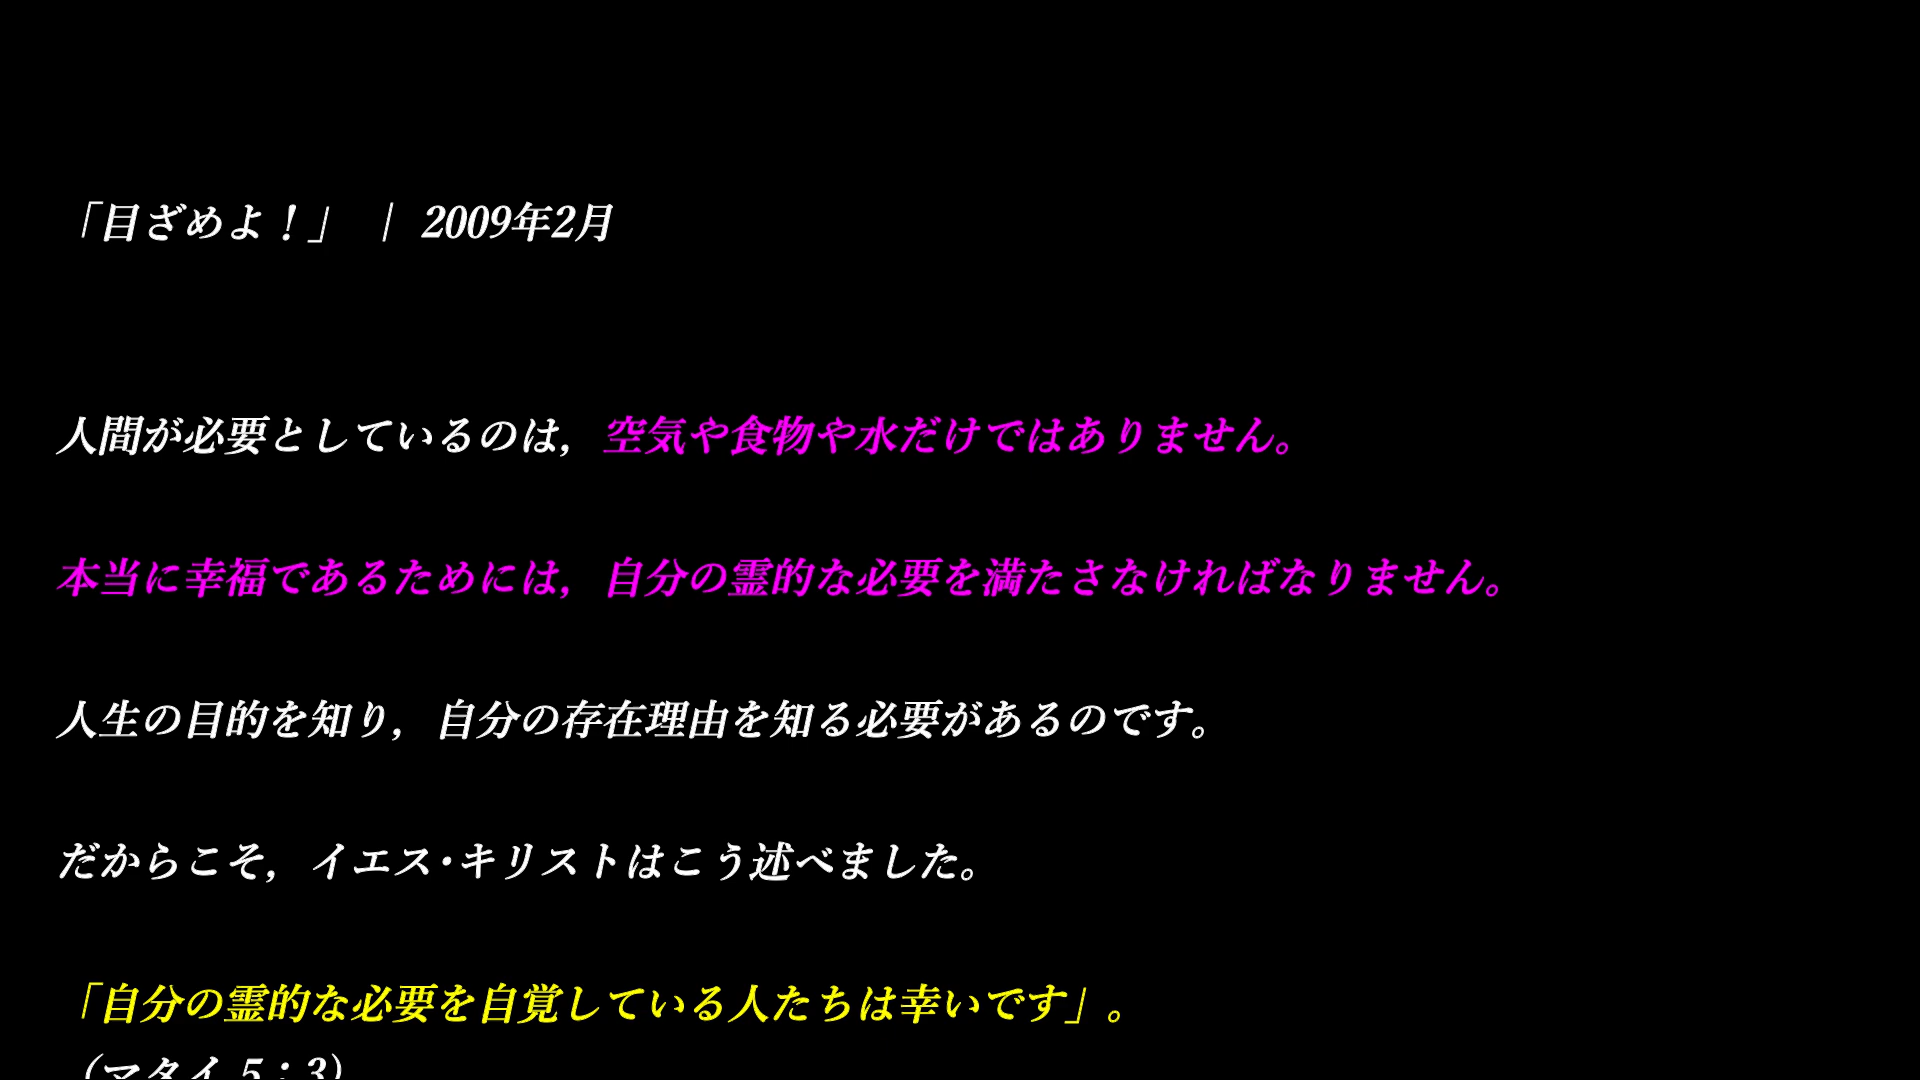 「目ざめよ！」 ｜ 2009年2月
人間が必要としているのは，空気や食物や水だけではありません。
本当に幸福であるためには，自分の霊的な必要を満たさなければなりません。
人生の目的を知り，自分の存在理由を知る必要があるのです。
だからこそ，イエス・キリストはこう述べました。
「自分の霊的な必要を自覚している人たちは幸いです」。
（マタイ 5：3）